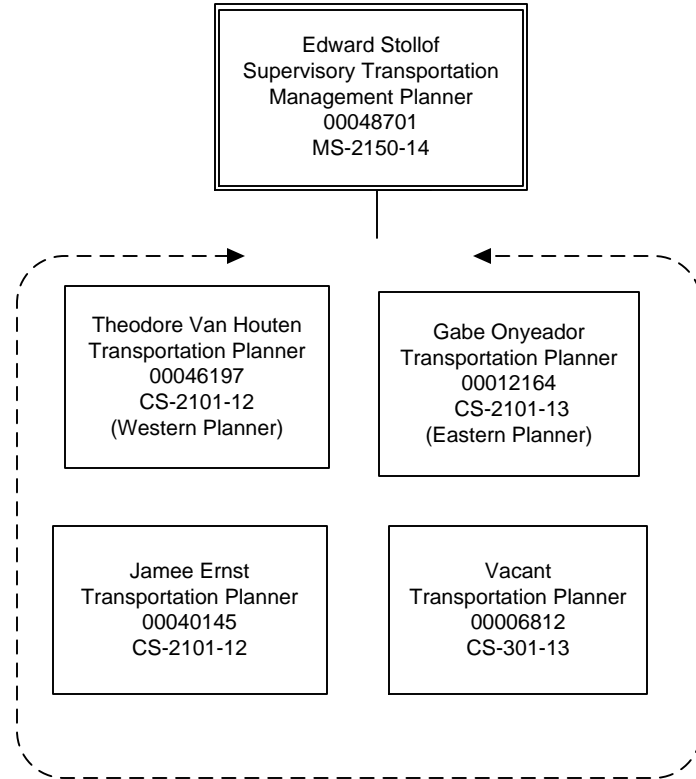 Edward Stollof
Supervisory Transportation
Management Planner
00048701
MS-2150-14
Theodore Van Houten
Transportation Planner
00046197
CS-2101-12
(Western Planner)
Gabe Onyeador
Transportation Planner
00012164
CS-2101-13
(Eastern Planner)
Jamee Ernst
Transportation Planner
00040145
CS-2101-12
Vacant
Transportation Planner
00006812
CS-301-13